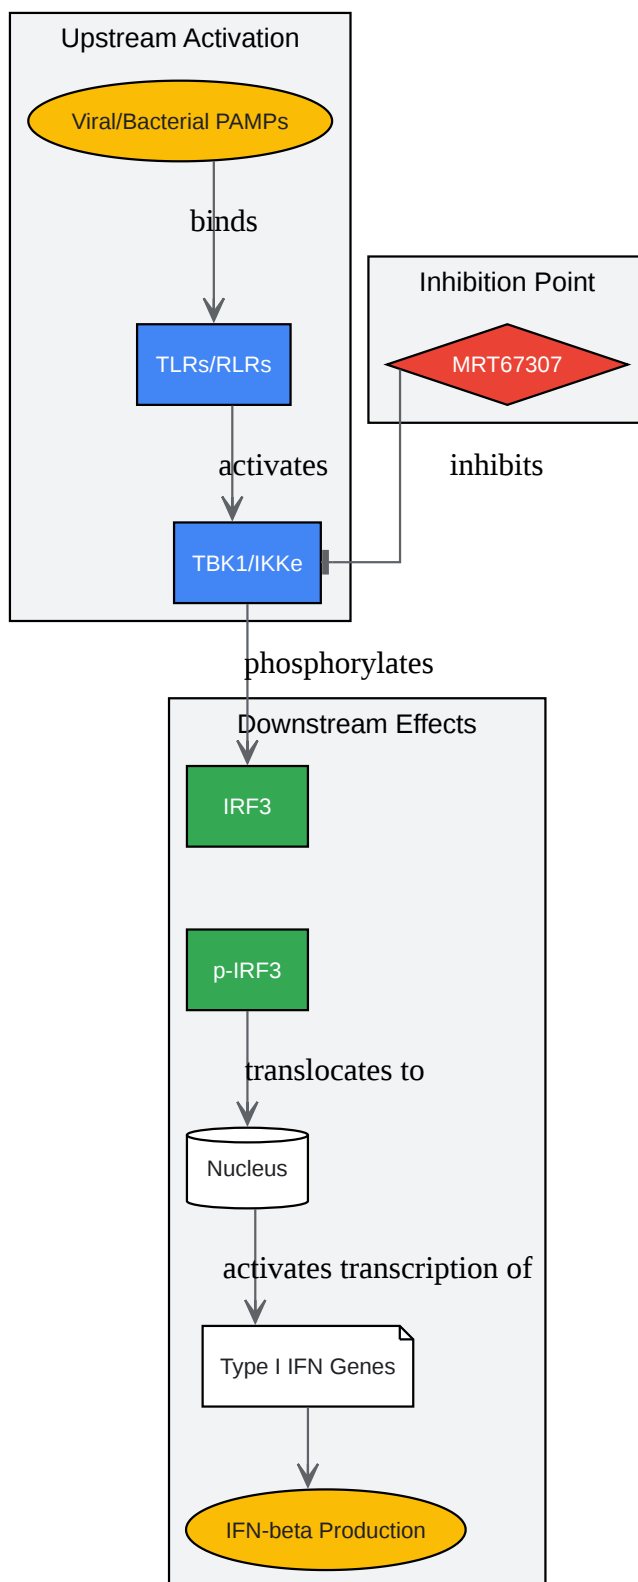 Upstream Activation
Viral/Bacterial PAMPs
binds
Inhibition Point
TLRs/RLRs
MRT67307
activates
inhibits
TBK1/IKKe
phosphorylates
Downstream Effects
IRF3
p-IRF3
translocates to
Nucleus
activates transcription of
Type I IFN Genes
IFN-beta Production